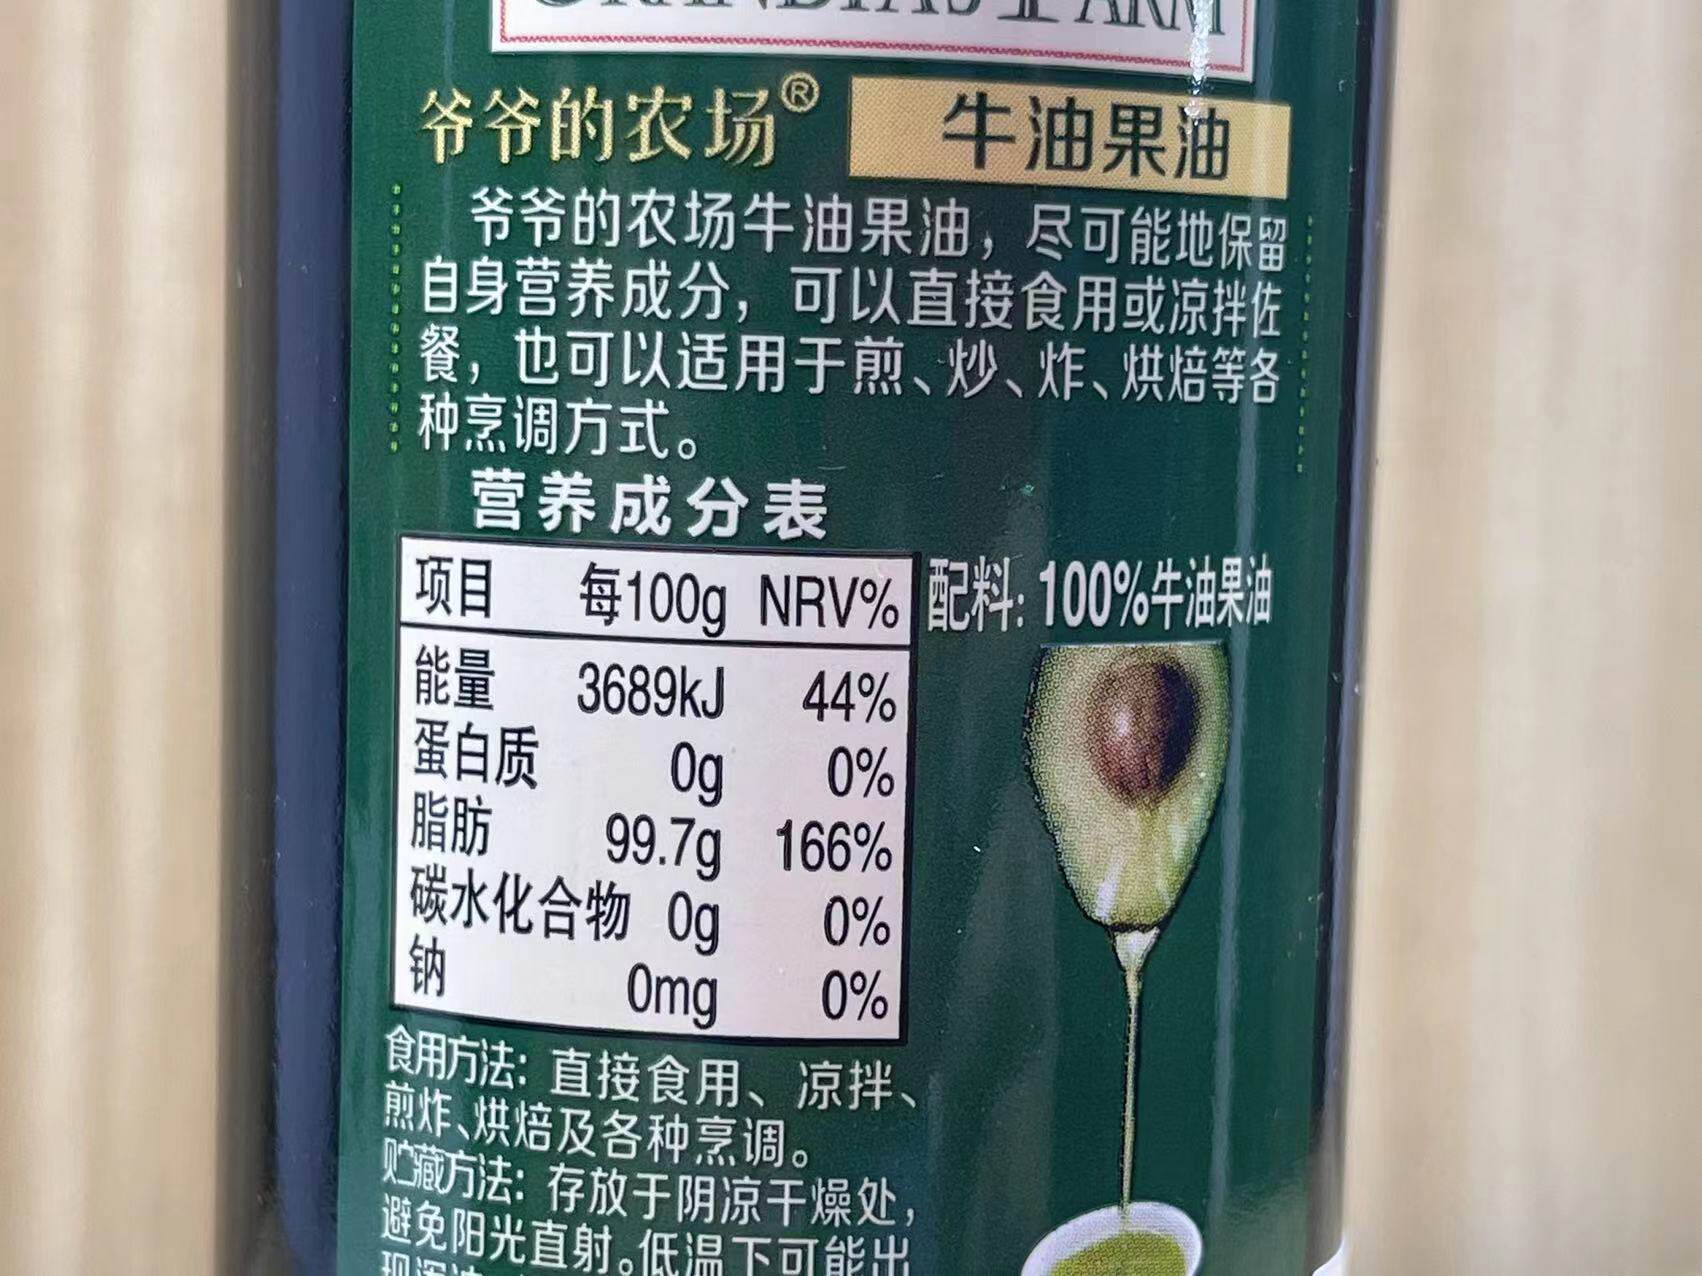 GRANDPA'S FARM
爷爷的农场® 牛油果油
爷爷的农场牛油果油，尽可能地保留
自身营养成分，可以直接食用或凉拌佐
餐，也可以适用于煎、炒、炸、烘焙等各
种烹调方式。
营养成分表
项目 每100g NRV%
能量 3689kJ 44%
蛋白质 0g 0%
脂肪 99.7g 166%
碳水化合物 0g 0%
钠 0mg 0%
配料: 100%牛油果油
食用方法: 直接食用、凉拌、
煎炸、烘焙及各种烹调。
贮藏方法: 存放于阴凉干燥处，
避免阳光直射。低温下可能出